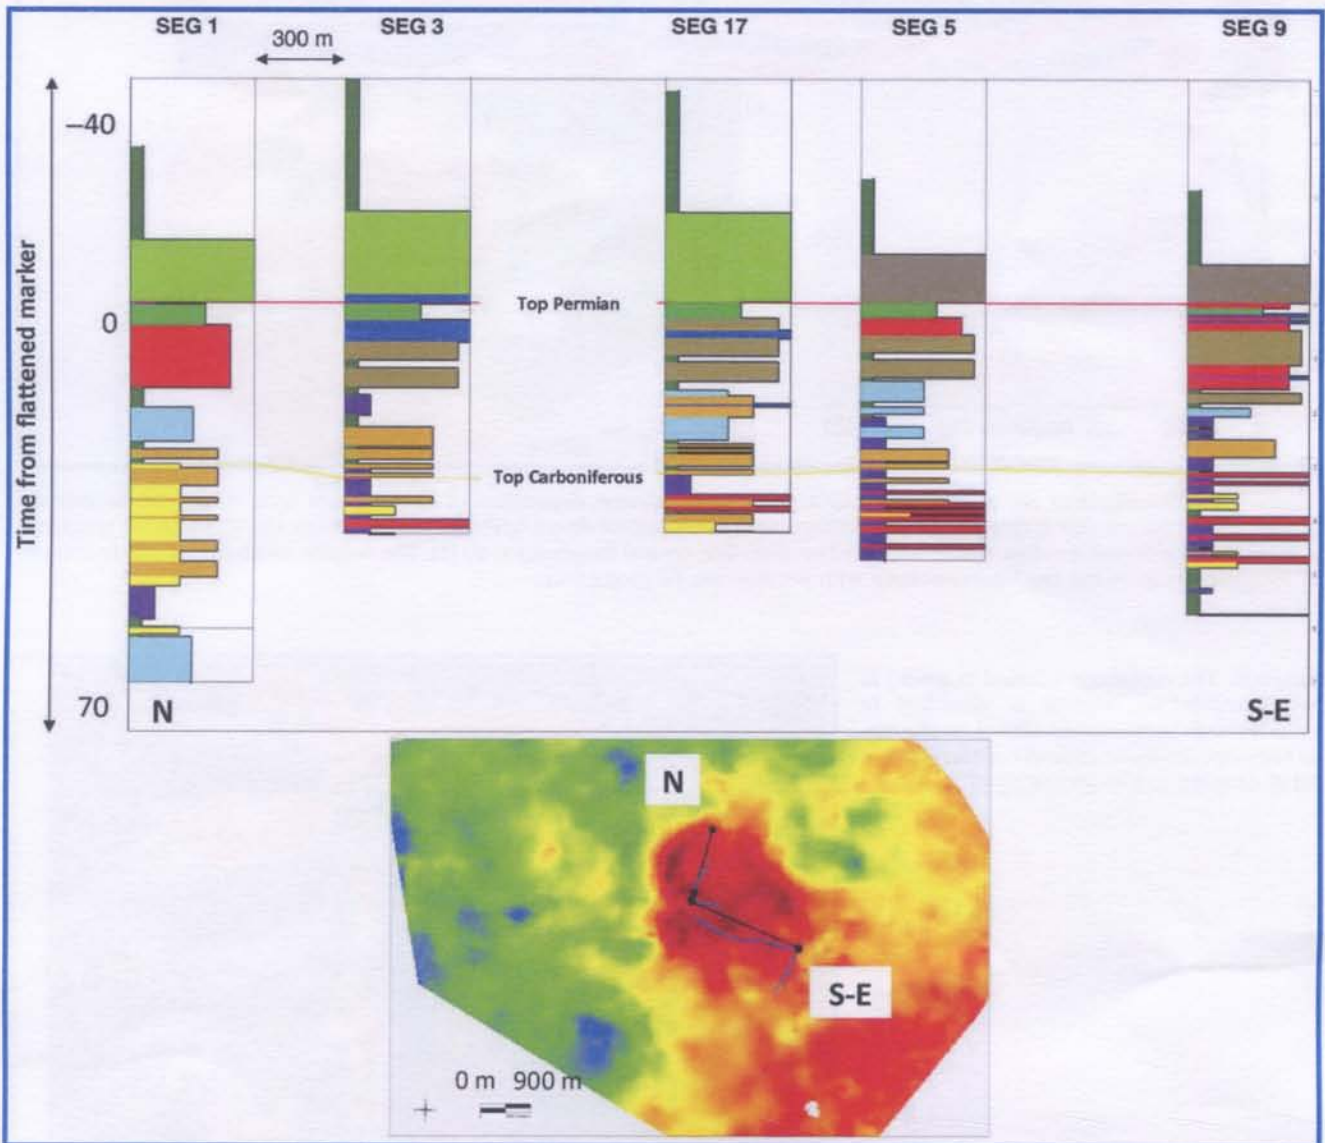 SEG 1
SEG 3
SEG 17
SEG 5
SEG 9
300 m
Time from flattened marker
−40
0
70
Top Permian
Top Carboniferous
N
S-E
N
S-E
0 m 900 m